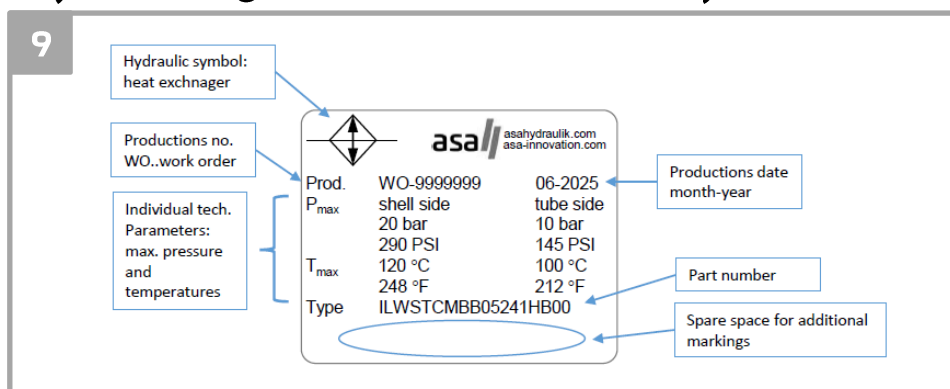 9
Hydraulic symbol:
heat exchnager
asa
asahydraulik.com
asa-innovation.com
Productions no.
WO..work order
Productions date
month-year
Prod. WO-9999999 06-2025
Pmax shell side tube side
20 bar 10 bar
290 PSI 145 PSI
Tmax 120 °C 100 °C
248 °F 212 °F
Type ILWSTCMBB05241HB00
Individual tech.
Parameters:
max. pressure
and
temperatures
Part number
Spare space for additional
markings